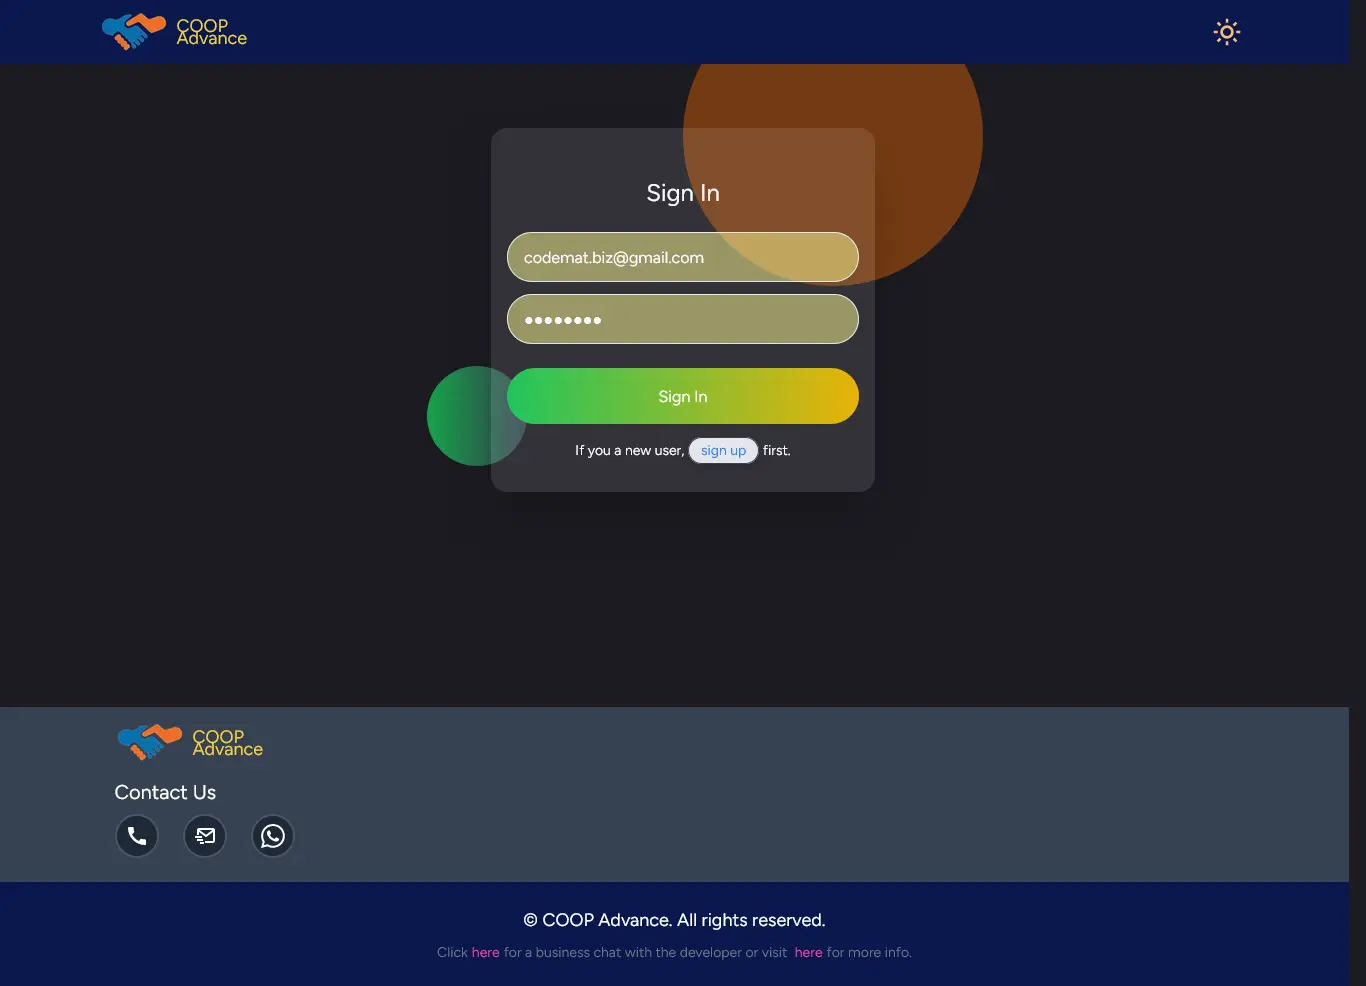 COOP
Advance
Sign In
codemat.biz@gmail.com
●●●●●●●●
Sign In
If you a new user, sign up first.
COOP
Advance
Contact Us
© COOP Advance. All rights reserved.
Click here for a business chat with the developer or visit here for more info.